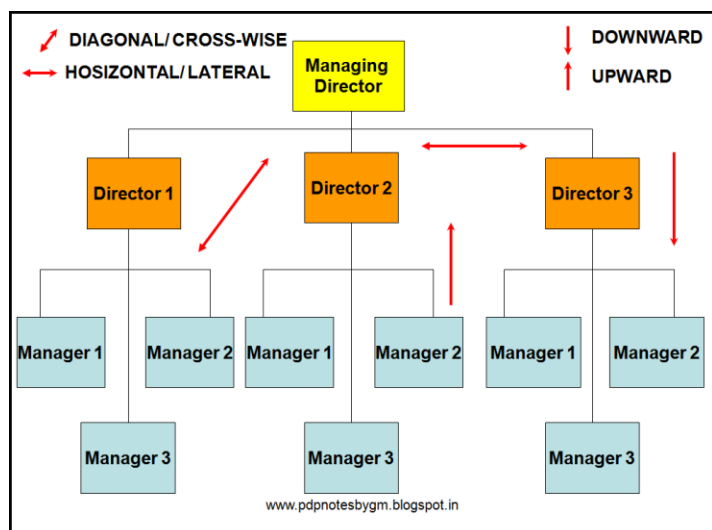 DIAGONAL/ CROSS-WISE
HOSIZONTAL/ LATERAL
DOWNWARD
UPWARD
Managing
Director
Director 1
Director 2
Director 3
Manager 1
Manager 2
Manager 1
Manager 2
Manager 1
Manager 2
Manager 3
Manager 3
Manager 3
www.pdpnotesbygm.blogspot.in